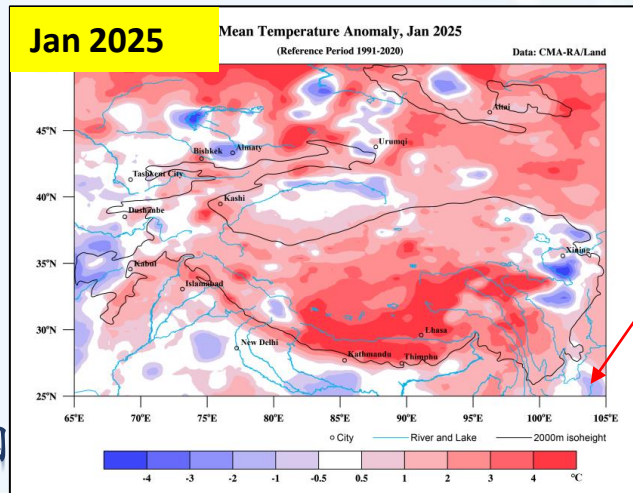 Jan 2025
Mean Temperature Anomaly, Jan 2025
(Reference Period 1991-2020)
Data: CMA-RA/Land
45°N
40°N
35°N
30°N
25°N
Altai
Urumqi
Bishkek
Almaty
Tashkent City
Kashi
Dushanbe
Xining
Kabul
Islamabad
Lhasa
New Delhi
Kathmandu
Thimphu
65°E 70°E 75°E 80°E 85°E 90°E 95°E 100°E 105°E
City River and Lake 2000m isoheight
-4 -3 -2 -1 -0.5 0.5 1 2 3 4 °C